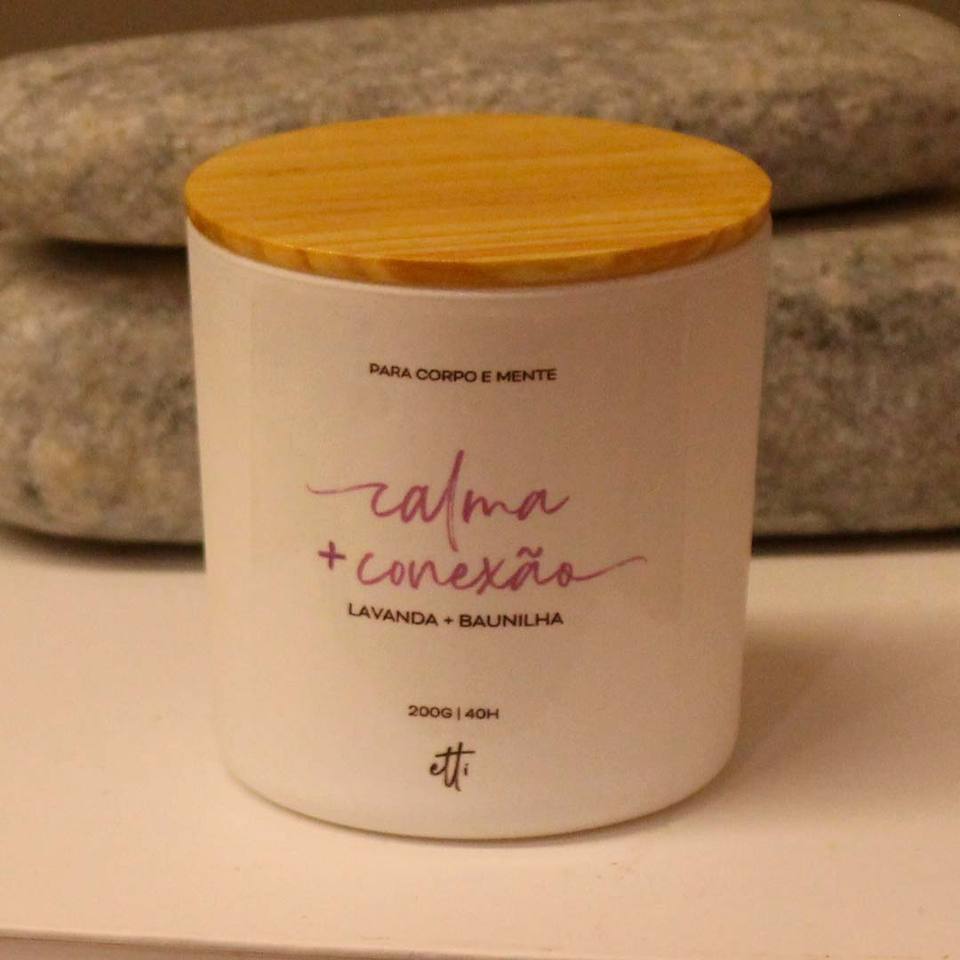 PARA CORPO E MENTE
calma
+ conexão
LAVANDA + BAUNILHA
200G | 40H
etti